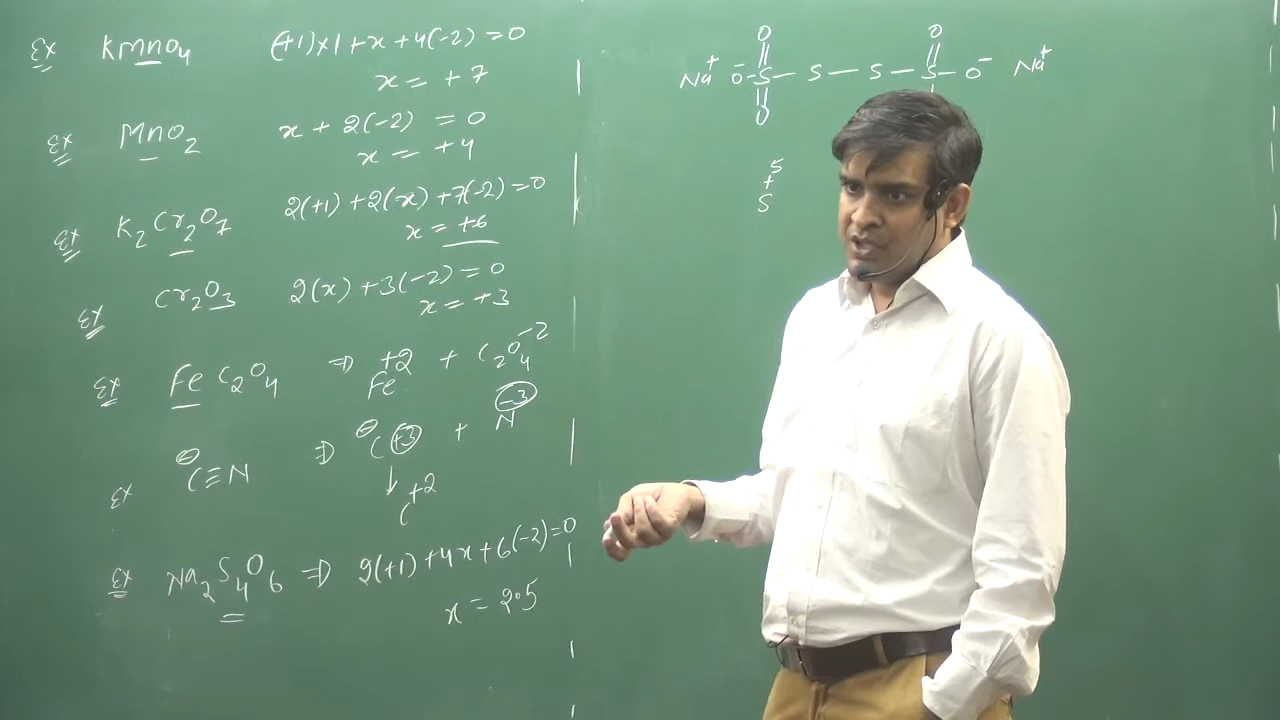 Ex KMnO4 (+1)×1+x+4(-2)=0
x = +7
Ex MnO2 x + 2(-2) = 0
x = +4
Ex K2Cr2O7 2(+1)+2(x)+7(-2)=0
x = +6
Ex Cr2O3 2(x)+3(-2)=0
x = +3
Ex FeC2O4 ⇒ +2 Fe + C2O4 -2
Ex ⊖C≡N ⇒ ⊖C +3 + N -3
↓
C +2
Ex Na2S4O6 ⇒ 2(+1)+4x+6(-2)=0
x = 2.5
O O
Na+ O--S-S-S-S-O- Na+
O
+5
S